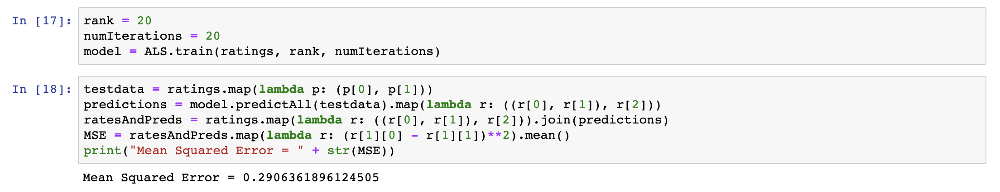 In [17]: rank = 20
numIterations = 20
model = ALS.train(ratings, rank, numIterations)
In [18]: testdata = ratings.map(lambda p: (p[0], p[1]))
predictions = model.predictAll(testdata).map(lambda r: ((r[0], r[1]), r[2]))
ratesAndPreds = ratings.map(lambda r: ((r[0], r[1]), r[2])).join(predictions)
MSE = ratesAndPreds.map(lambda r: (r[1][0] - r[1][1])**2).mean()
print("Mean Squared Error = " + str(MSE))
Mean Squared Error = 0.2906361896124505